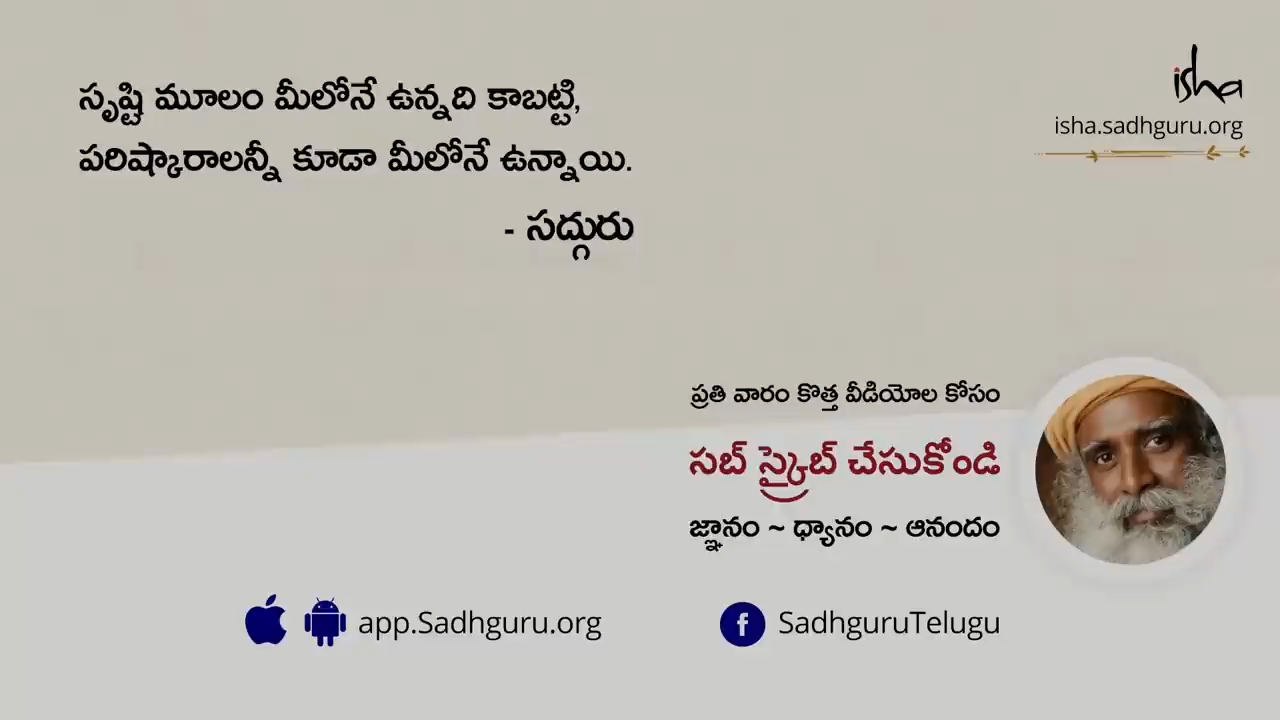 సృష్టి మూలం మీలోనే ఉన్నది కాబట్టి,
పరిష్కారాలన్నీ కూడా మీలోనే ఉన్నాయి.
- సద్గురు
isha
isha.sadhguru.org
ప్రతి వారం కొత్త వీడియోల కోసం
సబ్ స్క్రైబ్ చేసుకోండి
జ్ఞానం ~ ధ్యానం ~ ఆనందం
app.Sadhguru.org
SadhguruTelugu